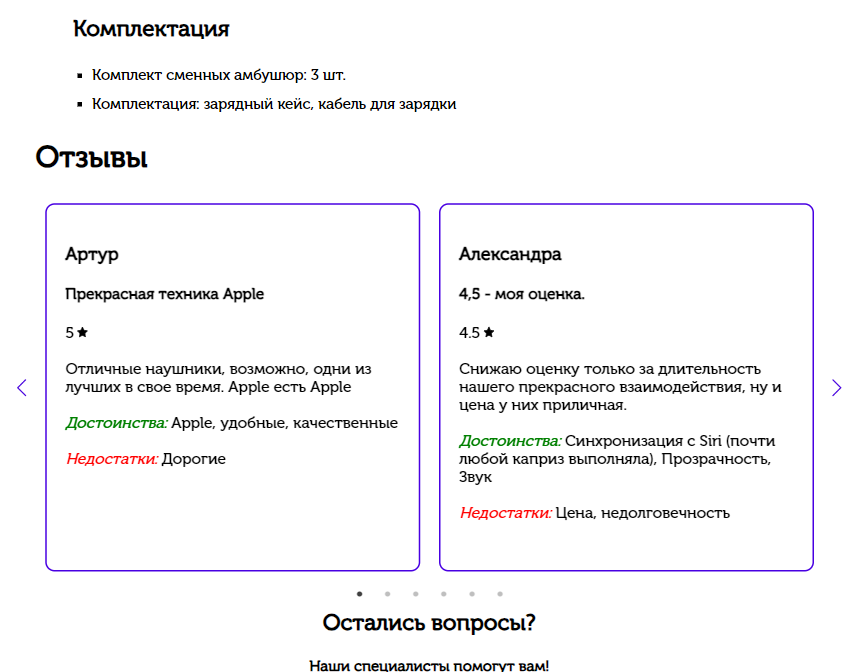 Комплектация
Комплект сменных амбушюр: 3 шт.
Комплектация: зарядный кейс, кабель для зарядки
Отзывы
Артур
Прекрасная техника Apple
5★
Отличные наушники, возможно, одни из
лучших в свое время. Apple есть Apple
Достоинства: Apple, удобные, качественные
Недостатки: Дорогие
Александра
4,5 - моя оценка.
4.5★
Снижаю оценку только за длительность
нашего прекрасного взаимодействия, ну и
цена у них приличная.
Достоинства: Синхронизация с Siri (почти
любой каприз выполняла), Прозрачность,
Звук
Недостатки: Цена, недолговечность
Остались вопросы?
Наши специалисты помогут вам!